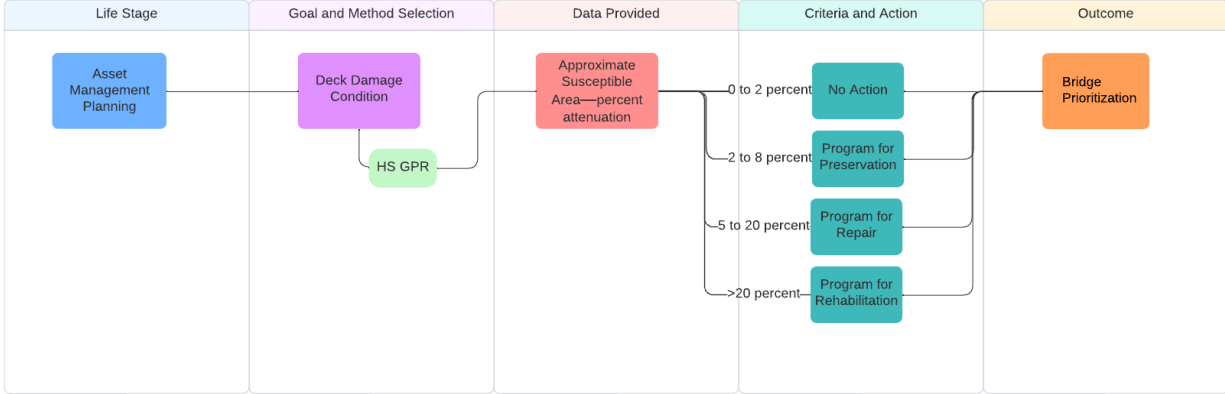 Life Stage
Goal and Method Selection
Data Provided
Criteria and Action
Outcome
Asset
Management
Planning
Deck Damage
Condition
HS GPR
Approximate
Susceptible
Area—percent
attenuation
0 to 2 percent
No Action
2 to 8 percent
Program for
Preservation
5 to 20 percent
Program for
Repair
>20 percent
Program for
Rehabilitation
Bridge
Prioritization